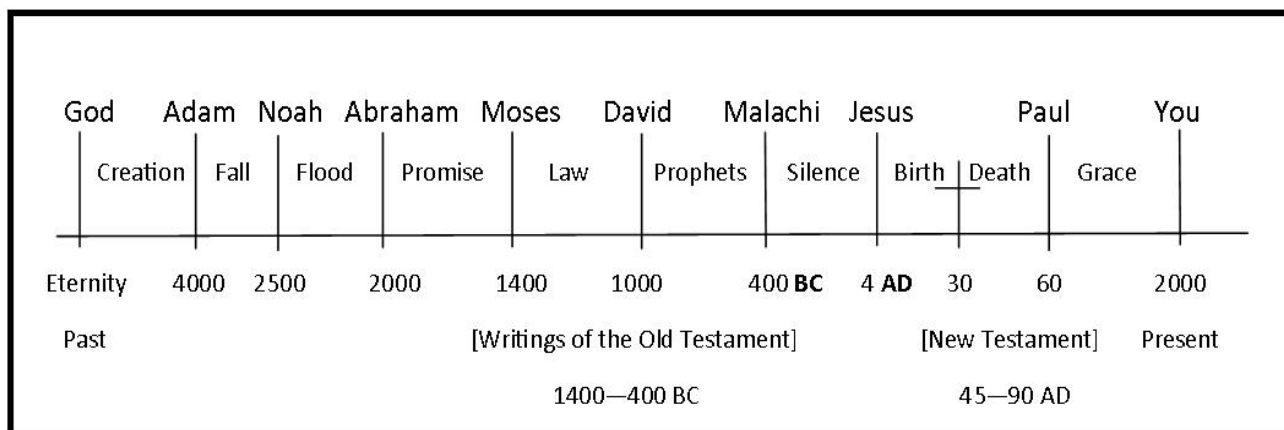 God Adam Noah Abraham Moses David Malachi Jesus Paul You
Creation Fall Flood Promise Law Prophets Silence Birth Death Grace
Eternity 4000 2500 2000 1400 1000 400 BC 4 AD 30 60 2000
Past [Writings of the Old Testament] [New Testament] Present
1400—400 BC 45—90 AD